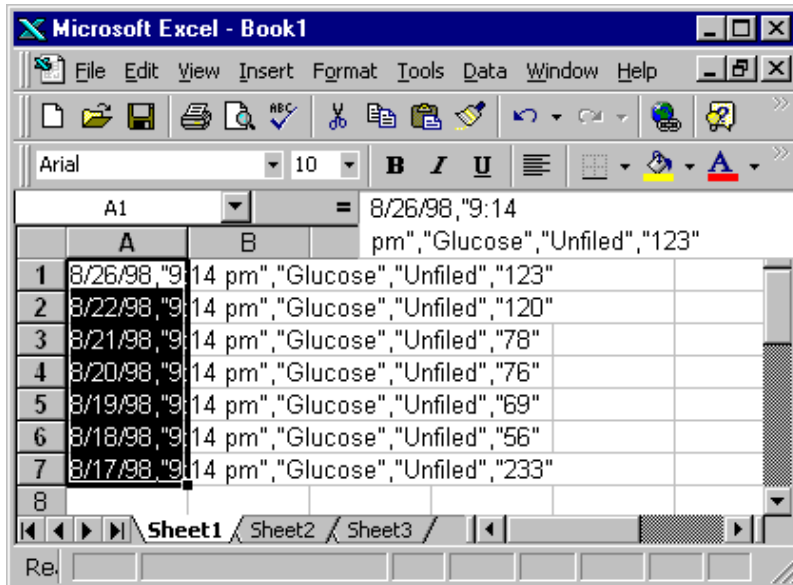 Microsoft Excel - Book1
File Edit View Insert Format Tools Data Window Help
ABC
Arial 10 B I U A
A1 = 8/26/98,"9:14
pm","Glucose","Unfiled","123"
A B
1 8/26/98,"9:14 pm","Glucose","Unfiled","123"
2 8/22/98,"9:14 pm","Glucose","Unfiled","120"
3 8/21/98,"9:14 pm","Glucose","Unfiled","78"
4 8/20/98,"9:14 pm","Glucose","Unfiled","76"
5 8/19/98,"9:14 pm","Glucose","Unfiled","69"
6 8/18/98,"9:14 pm","Glucose","Unfiled","56"
7 8/17/98,"9:14 pm","Glucose","Unfiled","233"
8
Sheet1 Sheet2 Sheet3
Re